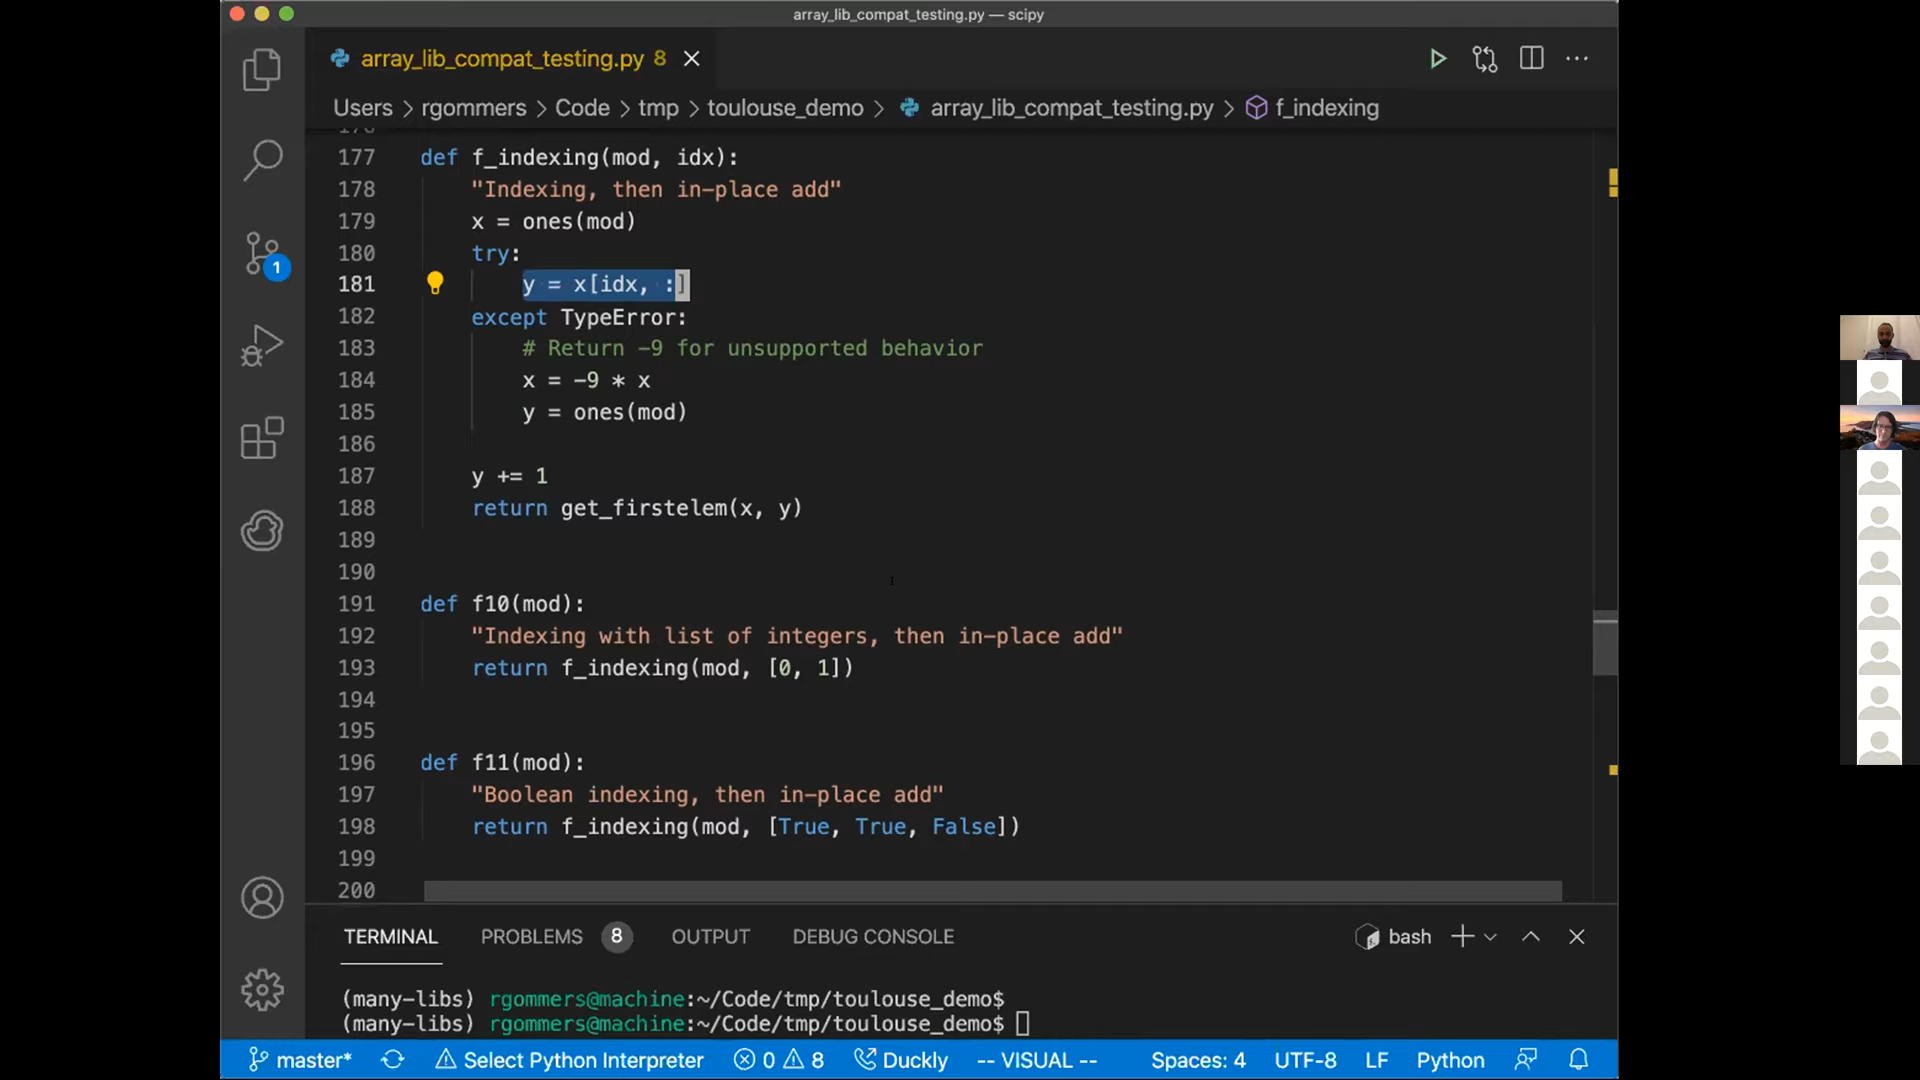 array_lib_compat_testing.py — scipy
array_lib_compat_testing.py 8
Users > rgommers > Code > tmp > toulouse_demo > array_lib_compat_testing.py > f_indexing
177 def f_indexing(mod, idx):
178 "Indexing, then in-place add"
179 x = ones(mod)
180 try:
181 y = x[idx, :]
182 except TypeError:
183 # Return -9 for unsupported behavior
184 x = -9 * x
185 y = ones(mod)
186
187 y += 1
188 return get_firstelem(x, y)
189
190
191 def f10(mod):
192 "Indexing with list of integers, then in-place add"
193 return f_indexing(mod, [0, 1])
194
195
196 def f11(mod):
197 "Boolean indexing, then in-place add"
198 return f_indexing(mod, [True, True, False])
199
200
1
TERMINAL PROBLEMS 8 OUTPUT DEBUG CONSOLE bash
(many-libs) rgommers@machine:~/Code/tmp/toulouse_demo$
(many-libs) rgommers@machine:~/Code/tmp/toulouse_demo$
master* Select Python Interpreter 0 8 Duckly -- VISUAL -- Spaces: 4 UTF-8 LF Python